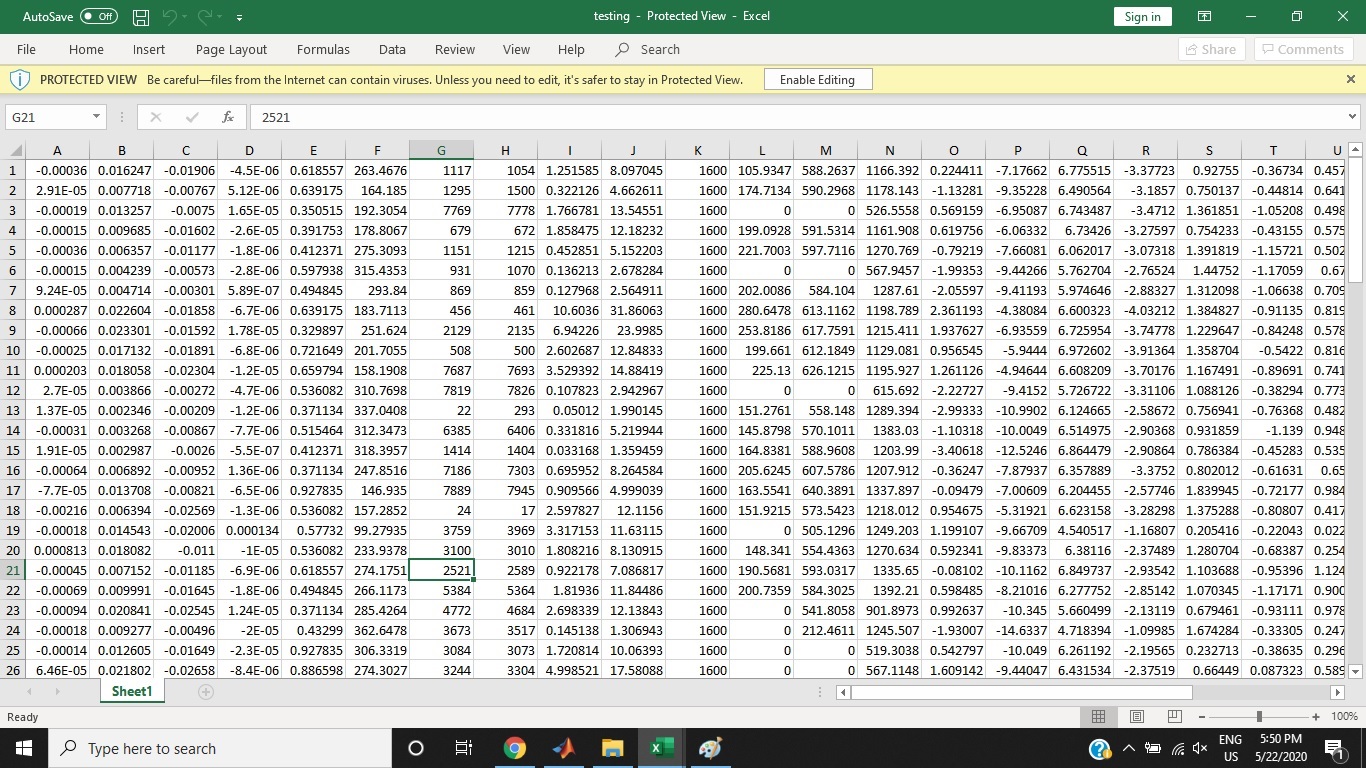 AutoSave Off testing - Protected View - Excel Sign in
File Home Insert Page Layout Formulas Data Review View Help Search Share Comments
PROTECTED VIEW Be careful—files from the Internet can contain viruses. Unless you need to edit, it's safer to stay in Protected View. Enable Editing
G21 fx 2521
A B C D E F G H I J K L M N O P Q R S T U
1 -0.00036 0.016247 -0.01906 -4.5E-06 0.618557 263.4676 1117 1054 1.251585 8.097045 1600 105.9347 588.2637 1166.392 0.224411 -7.17662 6.775515 -3.37723 0.92755 -0.36734 0.457
2 2.91E-05 0.007718 -0.00767 5.12E-06 0.639175 164.185 1295 1500 0.322126 4.662611 1600 174.7134 590.2968 1178.143 -1.13281 -9.35228 6.490564 -3.1857 0.750137 -0.44814 0.641
3 -0.00019 0.013257 -0.0075 1.65E-05 0.350515 192.3054 7769 7778 1.766781 13.54551 1600 0 0 526.5558 0.569159 -6.95087 6.743487 -3.4712 1.361851 -1.05208 0.498
4 -0.00015 0.009685 -0.01602 -2.6E-05 0.391753 178.8067 679 672 1.858475 12.18232 1600 199.0928 591.5314 1161.908 0.619756 -6.06332 6.73426 -3.27597 0.754233 -0.43155 0.575
5 -0.00036 0.006357 -0.01177 -1.8E-06 0.412371 275.3093 1151 1215 0.452851 5.152203 1600 221.7003 597.7116 1270.769 -0.79219 -7.66081 6.062017 -3.07318 1.391819 -1.15721 0.502
6 -0.00015 0.004239 -0.00573 -2.8E-06 0.597938 315.4353 931 1070 0.136213 2.678284 1600 0 0 567.9457 -1.99353 -9.44266 5.762704 -2.76524 1.44752 -1.17059 0.67
7 9.24E-05 0.004714 -0.00301 5.89E-07 0.494845 293.84 869 859 0.127968 2.564911 1600 202.0086 584.104 1287.61 -2.05597 -9.41193 5.974646 -2.88327 1.312098 -1.06638 0.709
8 0.000287 0.022604 -0.01858 -6.7E-06 0.639175 183.7113 456 461 10.6036 31.86063 1600 280.6478 613.1162 1198.789 2.361193 -4.38084 6.600323 -4.03212 1.384827 -0.91135 0.819
9 -0.00066 0.023301 -0.01592 1.78E-05 0.329897 251.624 2129 2135 6.94226 23.9985 1600 253.8186 617.7591 1215.411 1.937627 -6.93559 6.725954 -3.74778 1.229647 -0.84248 0.578
10 -0.00025 0.017132 -0.01891 -6.8E-06 0.721649 201.7055 508 500 2.602687 12.84833 1600 199.661 612.1849 1129.081 0.956545 -5.9444 6.972602 -3.91364 1.358704 -0.5422 0.816
11 0.000203 0.018058 -0.02304 -1.2E-05 0.659794 158.1908 7687 7693 3.529392 14.88419 1600 225.13 626.1215 1195.927 1.261126 -4.94644 6.608209 -3.70176 1.167491 -0.89691 0.741
12 2.7E-05 0.003866 -0.00272 -4.7E-06 0.536082 310.7698 7819 7826 0.107823 2.942967 1600 0 0 615.692 -2.22727 -9.4152 5.726722 -3.31106 1.088126 -0.38294 0.773
13 1.37E-05 0.002346 -0.00209 -1.2E-06 0.371134 337.0408 22 293 0.05012 1.990145 1600 151.2761 558.148 1289.394 -2.99333 -10.9902 6.124665 -2.58672 0.756941 -0.76368 0.482
14 -0.00031 0.003268 -0.00867 -7.7E-06 0.515464 312.3473 6385 6406 0.331816 5.219944 1600 145.8798 570.1011 1383.03 -1.10318 -10.0049 6.514975 -2.90368 0.931859 -1.139 0.948
15 1.91E-05 0.002987 -0.0026 -5.5E-07 0.412371 318.3957 1414 1404 0.033168 1.359459 1600 164.8381 588.9608 1203.99 -3.40618 -12.5246 6.864479 -2.90864 0.786384 -0.45283 0.535
16 -0.00064 0.006892 -0.00952 1.36E-06 0.371134 247.8516 7186 7303 0.695952 8.264584 1600 205.6245 607.5786 1207.912 -0.36247 -7.87937 6.357889 -3.3752 0.802012 -0.61631 0.65
17 -7.7E-05 0.013708 -0.00821 -6.5E-06 0.927835 146.935 7889 7945 0.909566 4.999039 1600 163.5541 640.3891 1337.897 -0.09479 -7.00609 6.204455 -2.57746 1.839945 -0.72177 0.984
18 -0.00216 0.006394 -0.02569 -1.3E-06 0.536082 157.2852 24 17 2.597827 12.1156 1600 151.9215 573.5423 1218.012 0.954675 -5.31921 6.623158 -3.28298 1.375288 -0.80807 0.417
19 -0.00018 0.014543 -0.02006 0.000134 0.57732 99.27935 3759 3969 3.317153 11.63115 1600 0 505.1296 1249.203 1.199107 -9.66709 4.540517 -1.16807 0.205416 -0.22043 0.022
20 0.000813 0.018082 -0.011 -1E-05 0.536082 233.9378 3100 3010 1.808216 8.130915 1600 148.341 554.4363 1270.634 0.592341 -9.83373 6.38116 -2.37489 1.280704 -0.68387 0.254
21 -0.00045 0.007152 -0.01185 -6.9E-06 0.618557 274.1751 2521 2589 0.922178 7.086817 1600 190.5681 593.0317 1335.65 -0.08102 -10.1162 6.849737 -2.93542 1.103688 -0.95396 1.124
22 -0.00069 0.009991 -0.01645 -1.8E-06 0.494845 266.1173 5384 5364 1.81936 11.84486 1600 200.7359 584.3025 1392.21 0.598485 -8.21016 6.277752 -2.85142 1.070345 -1.17171 0.900
23 -0.00094 0.020841 -0.02545 1.24E-05 0.371134 285.4264 4772 4684 2.698339 12.13843 1600 0 541.8058 901.8973 0.992637 -10.345 5.660499 -2.13119 0.679461 -0.93111 0.978
24 -0.00018 0.009277 -0.00496 -2E-05 0.43299 362.6478 3673 3517 0.145138 1.306943 1600 0 212.4611 1245.507 -1.93007 -14.6337 4.718394 -1.09985 1.674284 -0.33305 0.247
25 -0.00014 0.012605 -0.01649 -2.3E-05 0.927835 306.3319 3084 3073 1.720814 10.06393 1600 0 0 519.3038 0.542797 -10.049 6.261192 -2.19565 0.232713 -0.38635 0.296
26 6.46E-05 0.021802 -0.02658 -8.4E-06 0.886598 274.3027 3244 3304 4.998521 17.58088 1600 0 0 567.1148 1.609142 -9.44047 6.431534 -2.37519 0.66449 0.087323 0.589
Sheet1
Ready 100%
Type here to search ENG 5:50 PM
US 5/22/2020 1